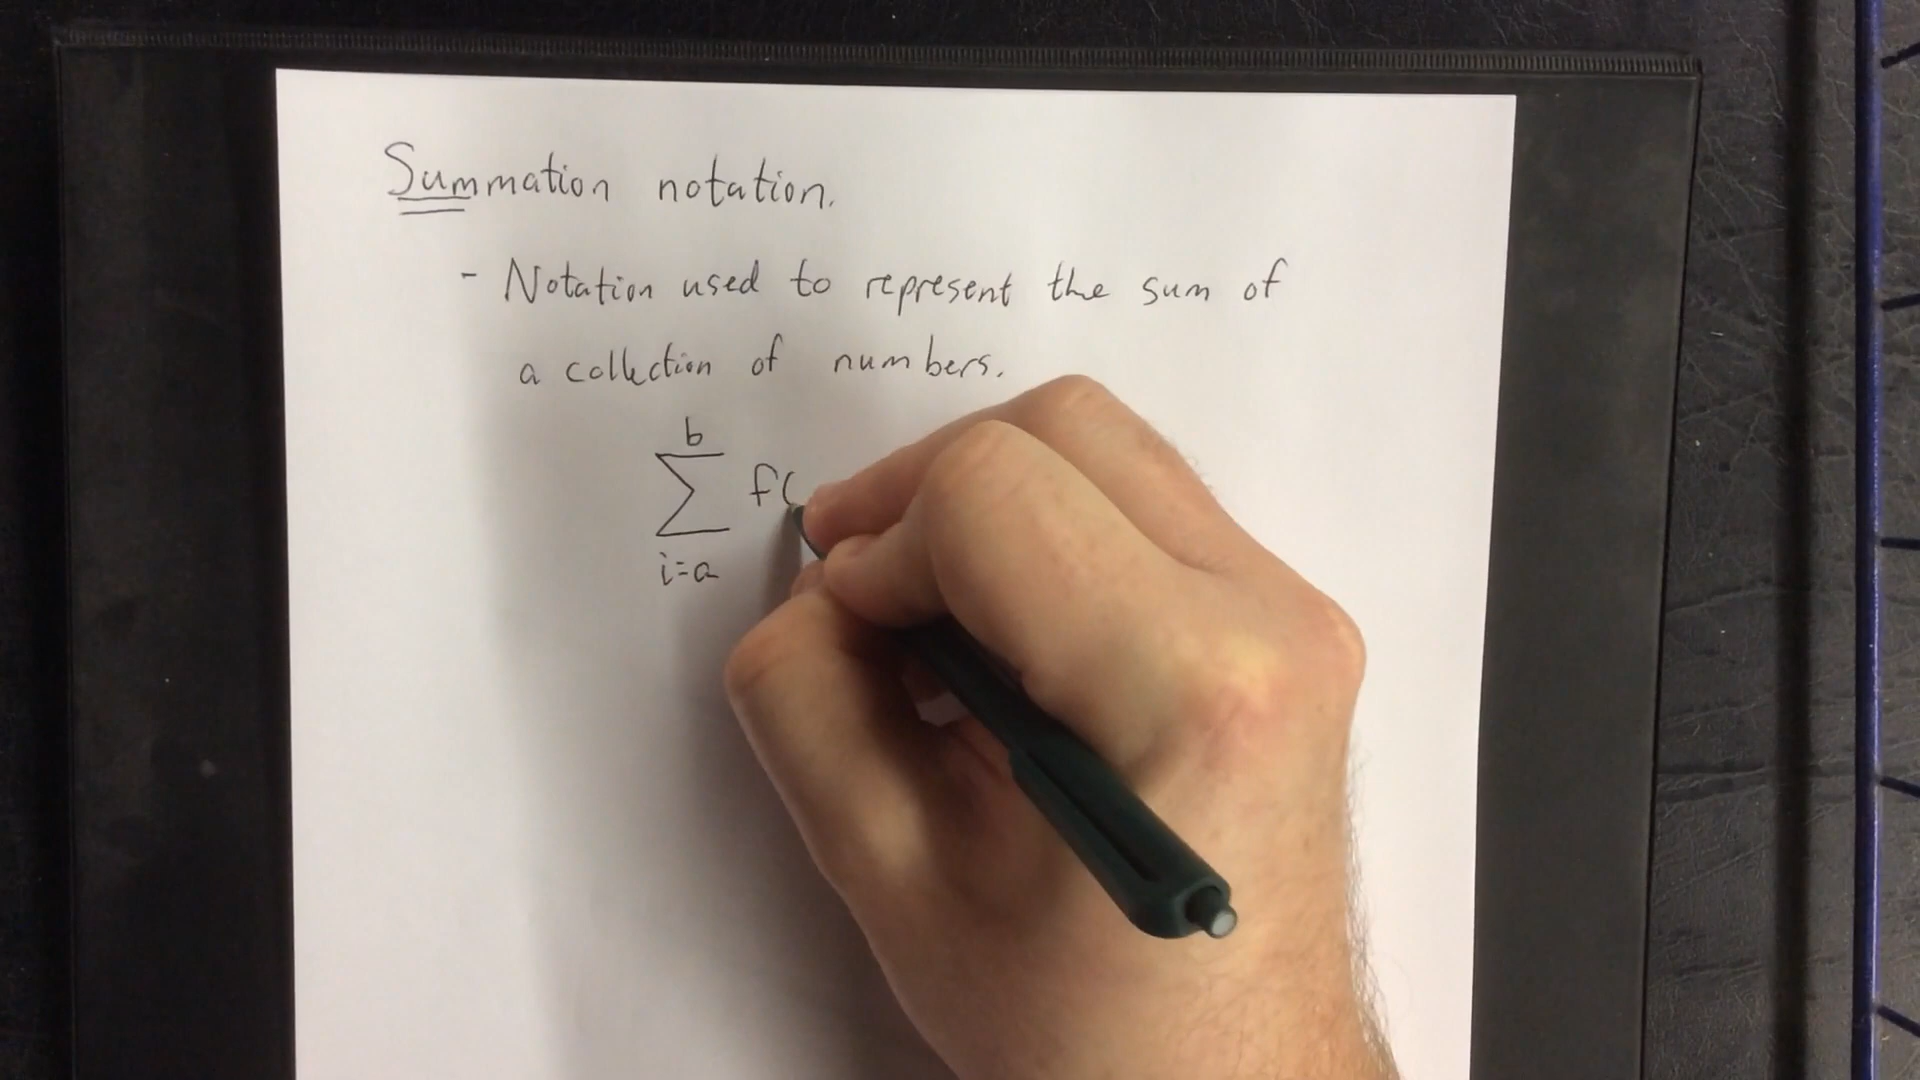 Summation notation.
- Notation used to represent the sum of
a collection of numbers.
b
∑ f(
i=a